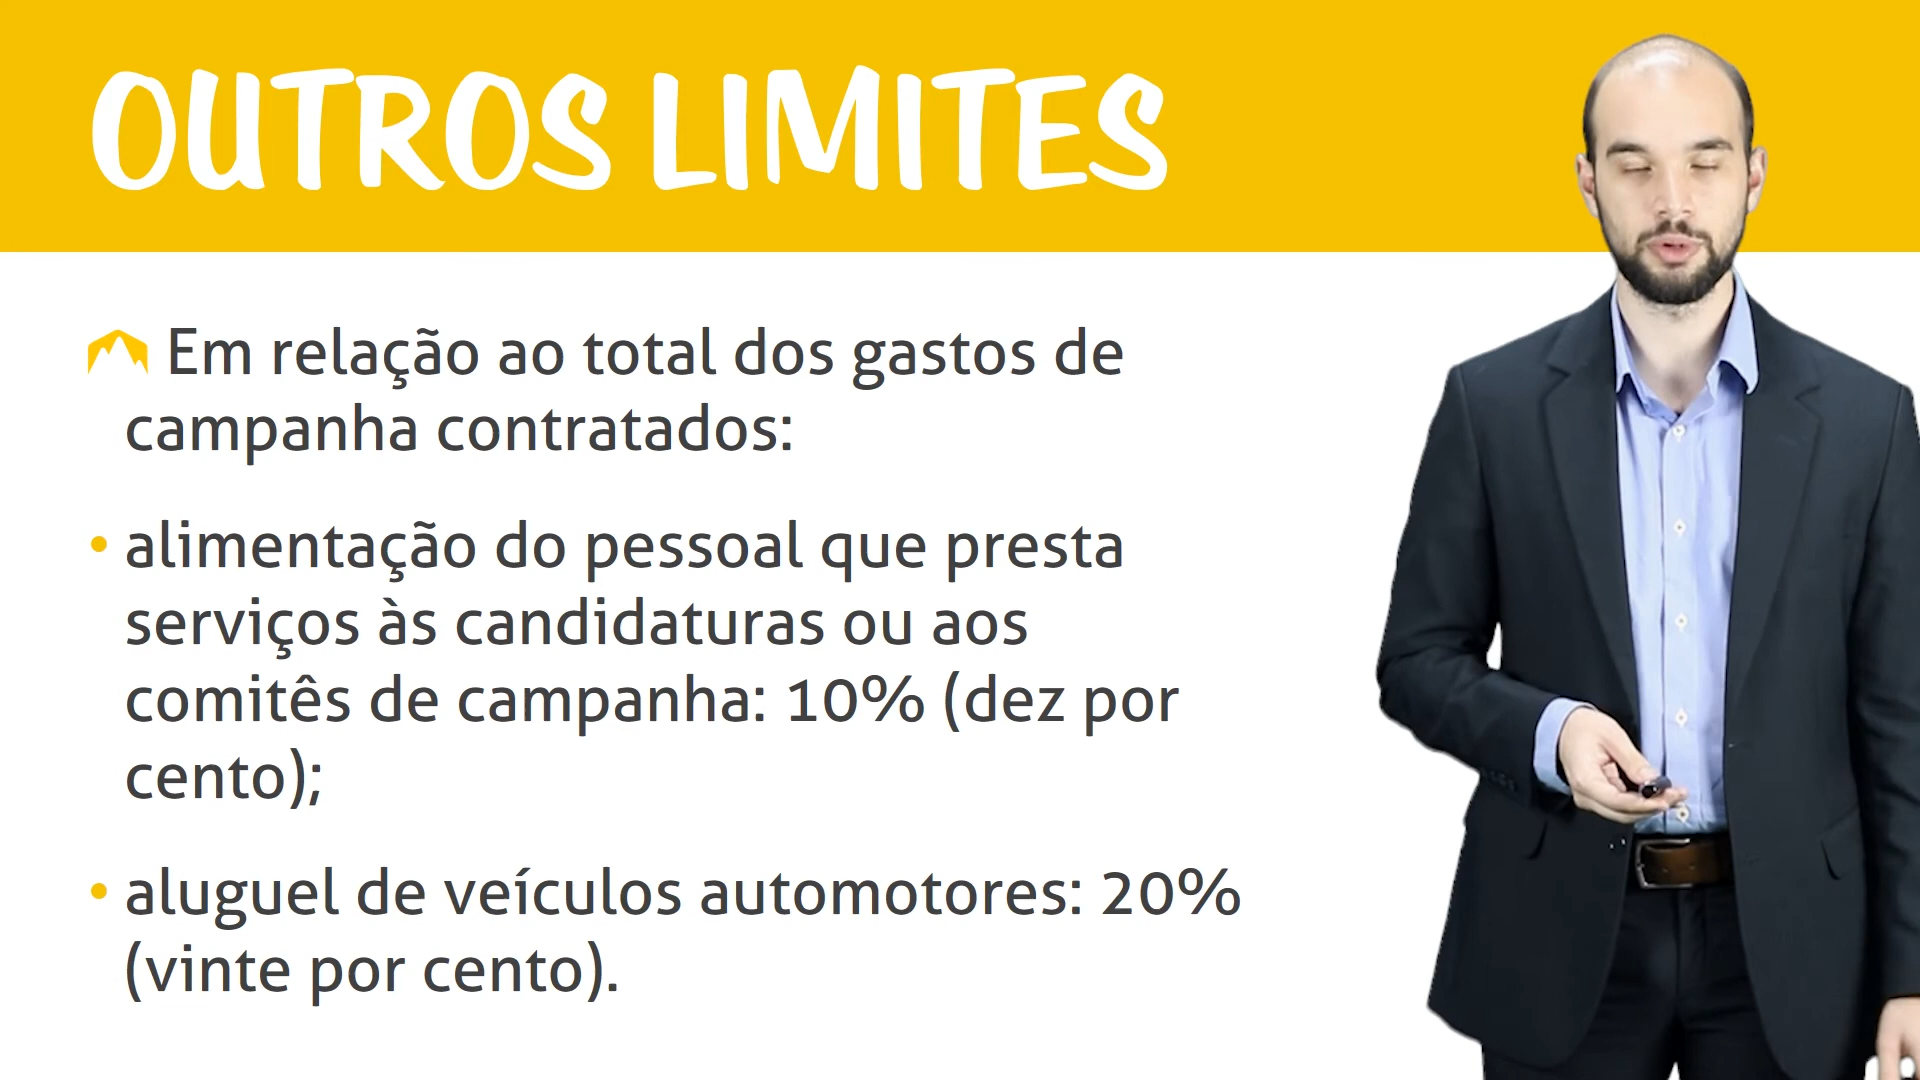 OUTROS LIMITES
Em relação ao total dos gastos de
campanha contratados:
• alimentação do pessoal que presta
serviços às candidaturas ou aos
comitês de campanha: 10% (dez por
cento);
• aluguel de veículos automotores: 20%
(vinte por cento).